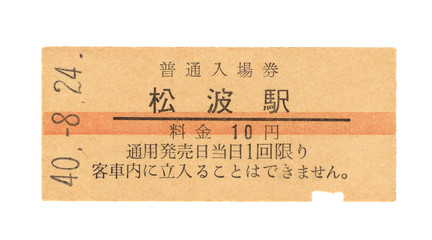 40.-8.24.
普通入場券
松波駅
料金10円
通用発売日当日1回限り
客車内に立入ることはできません。